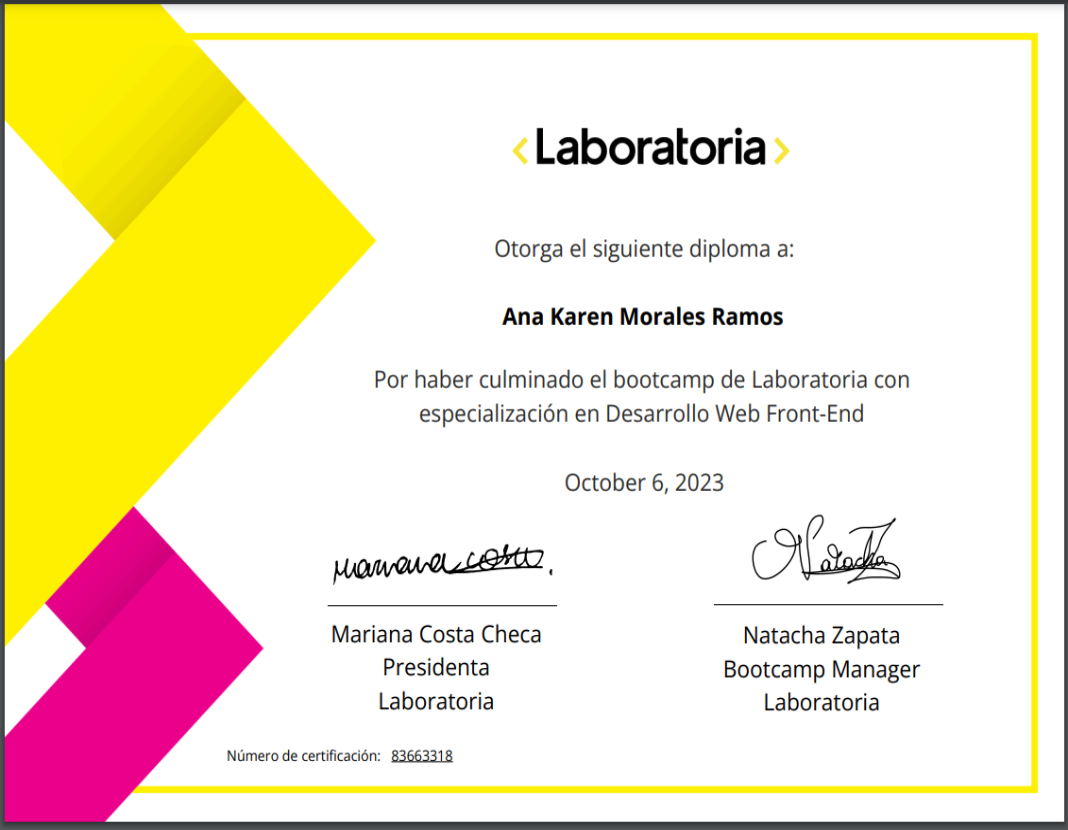 <Laboratoria>
Otorga el siguiente diploma a:
Ana Karen Morales Ramos
Por haber culminado el bootcamp de Laboratoria con
especialización en Desarrollo Web Front-End
October 6, 2023
mariana costa.
Natacha Z
Mariana Costa Checa
Presidenta
Laboratoria
Natacha Zapata
Bootcamp Manager
Laboratoria
Número de certificación: 83663318